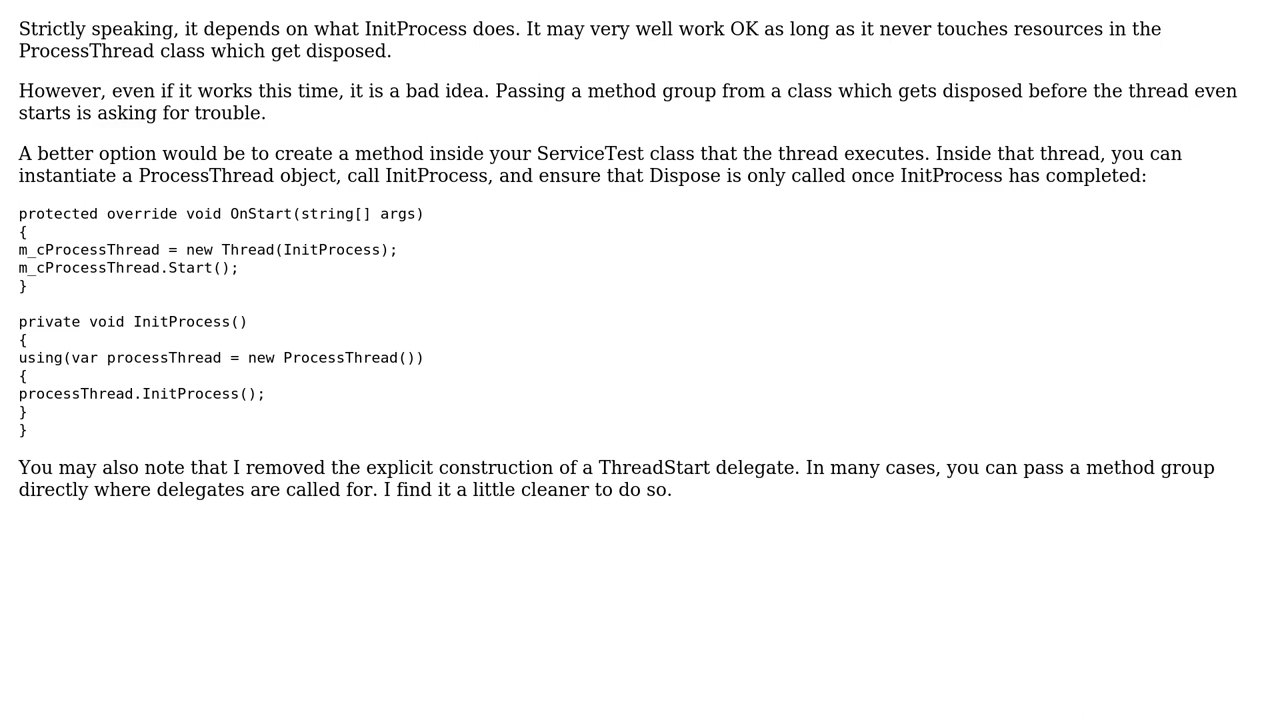 Strictly speaking, it depends on what InitProcess does. It may very well work OK as long as it never touches resources in the
ProcessThread class which get disposed.
However, even if it works this time, it is a bad idea. Passing a method group from a class which gets disposed before the thread even
starts is asking for trouble.
A better option would be to create a method inside your ServiceTest class that the thread executes. Inside that thread, you can
instantiate a ProcessThread object, call InitProcess, and ensure that Dispose is only called once InitProcess has completed:
protected override void OnStart(string[] args)
{
m_cProcessThread = new Thread(InitProcess);
m_cProcessThread.Start();
}
private void InitProcess()
{
using(var processThread = new ProcessThread())
{
processThread.InitProcess();
}
}
You may also note that I removed the explicit construction of a ThreadStart delegate. In many cases, you can pass a method group
directly where delegates are called for. I find it a little cleaner to do so.